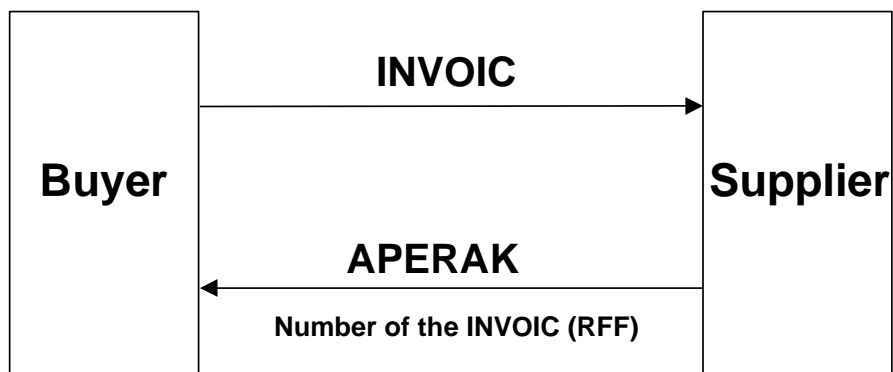 INVOIC
Buyer
Supplier
APERAK
Number of the INVOIC (RFF)